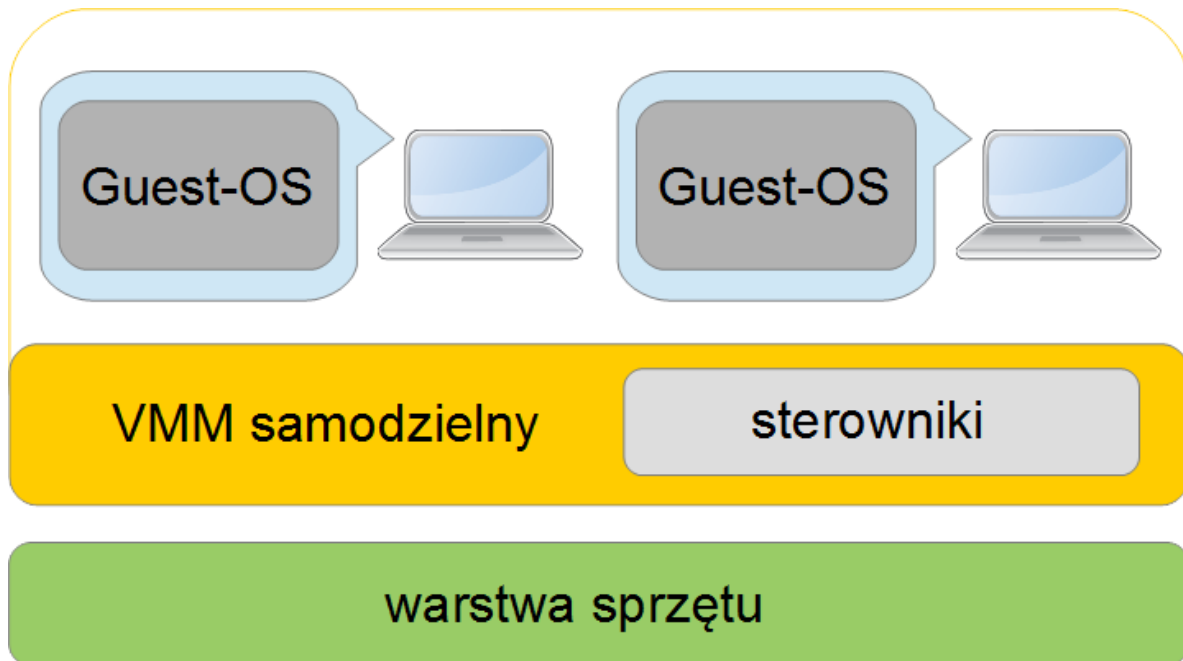 Guest-OS
Guest-OS
VMM samodzielny
sterowniki
warstwa sprzętu